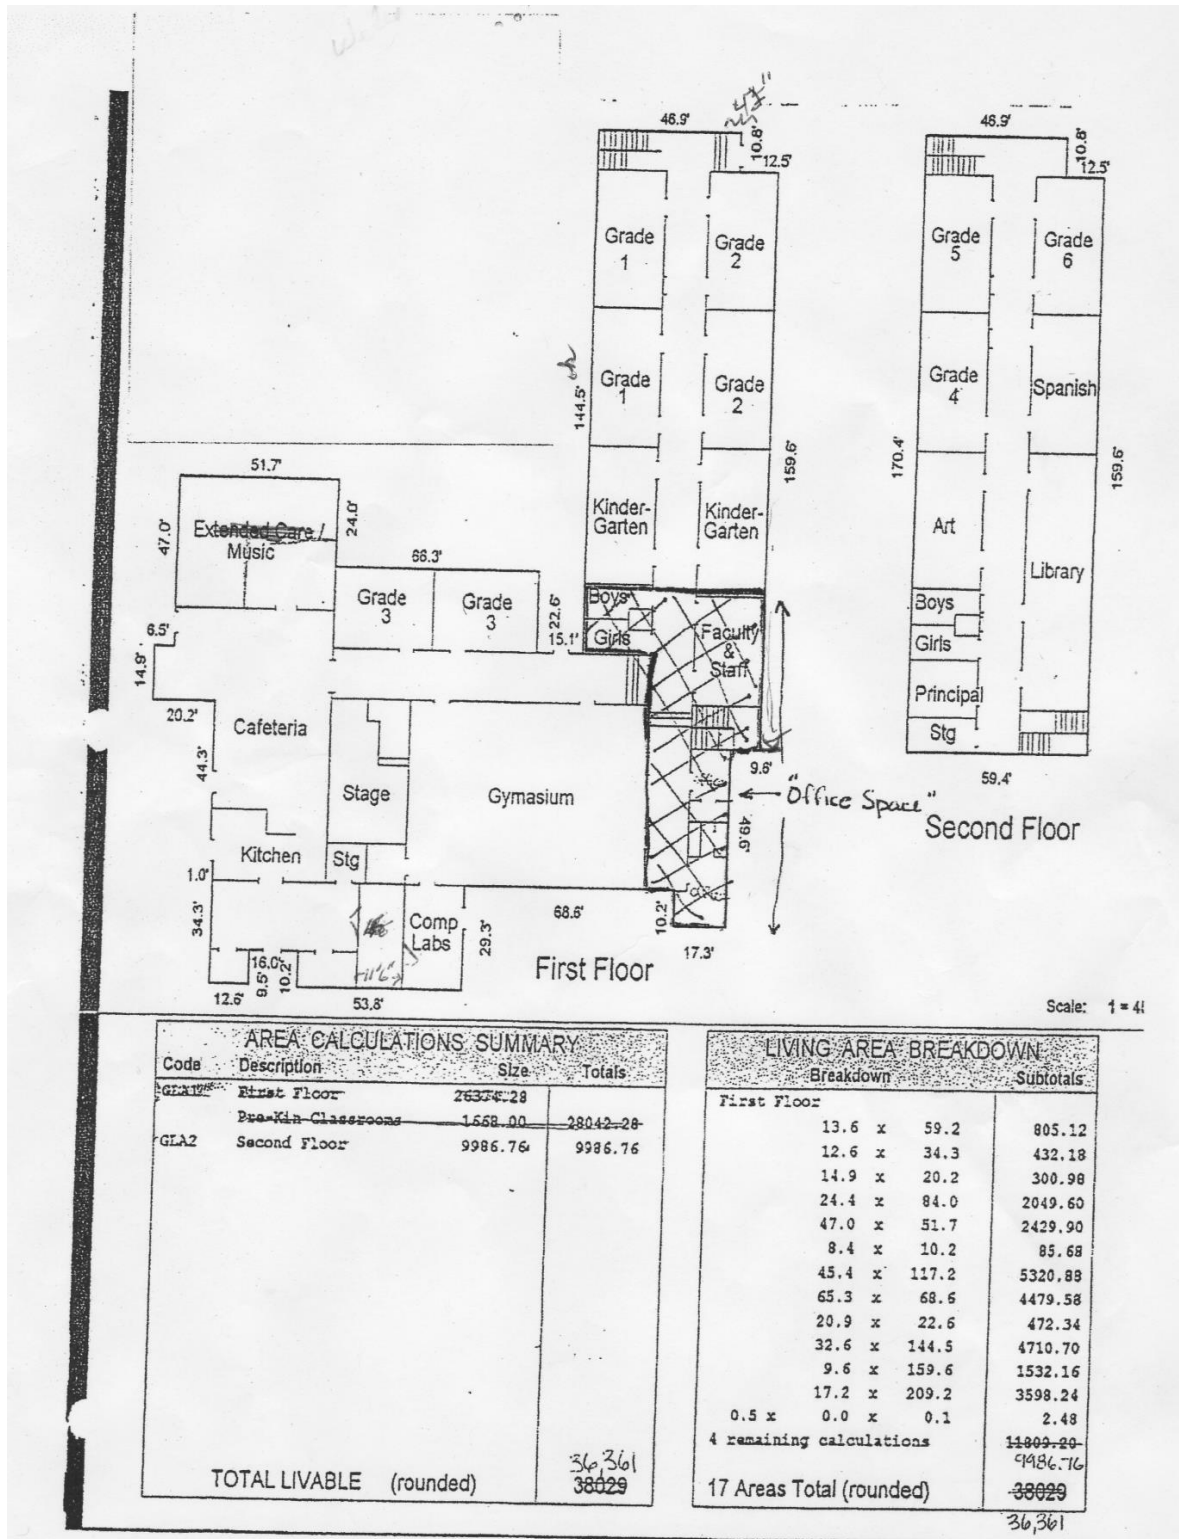 47"
46.9'
10.8'
12.5'
46.9'
10.8'
12.5'
Grade
1
Grade
2
Grade
5
Grade
6
Grade
1
Grade
2
Grade
4
Spanish
144.5'
159.6'
170.4'
159.6'
51.7'
47.0'
24.0'
Extended Care /
Music
66.3'
Kinder-
Garten
Kinder-
Garten
Art
Library
Grade
3
Grade
3
22.6'
15.1'
Boys
Girls
Faculty
&
Staff
Boys
Girls
Principal
Stg
6.5'
14.9'
20.2'
Cafeteria
44.3'
Stage
Gymasium
9.6'
"Office Space"
49.6'
59.4'
Second Floor
Kitchen
Stg
1.0'
34.3'
Comp
Labs
29.3'
68.6'
10.2'
17.3'
16.0'
9.5'
10.2'
11'6"
12.6'
53.8'
First Floor
Scale: 1 = 4
AREA CALCULATIONS SUMMARY
Code Description Size Totals
GLA1 First Floor 26374.28
Pre-Kin Classrooms 1668.00 28042.28
GLA2 Second Floor 9986.76 9986.76
36,361
TOTAL LIVABLE (rounded) 38029
LIVING AREA BREAKDOWN
Breakdown Subtotals
First Floor
13.6 x 59.2 805.12
12.6 x 34.3 432.18
14.9 x 20.2 300.98
24.4 x 84.0 2049.60
47.0 x 51.7 2429.90
8.4 x 10.2 85.68
45.4 x 117.2 5320.88
65.3 x 68.6 4479.58
20.9 x 22.6 472.34
32.6 x 144.5 4710.70
9.6 x 159.6 1532.16
17.2 x 209.2 3598.24
0.5 x 0.0 x 0.1 2.48
4 remaining calculations 11809.20
9986.76
17 Areas Total (rounded) 38029
36,361